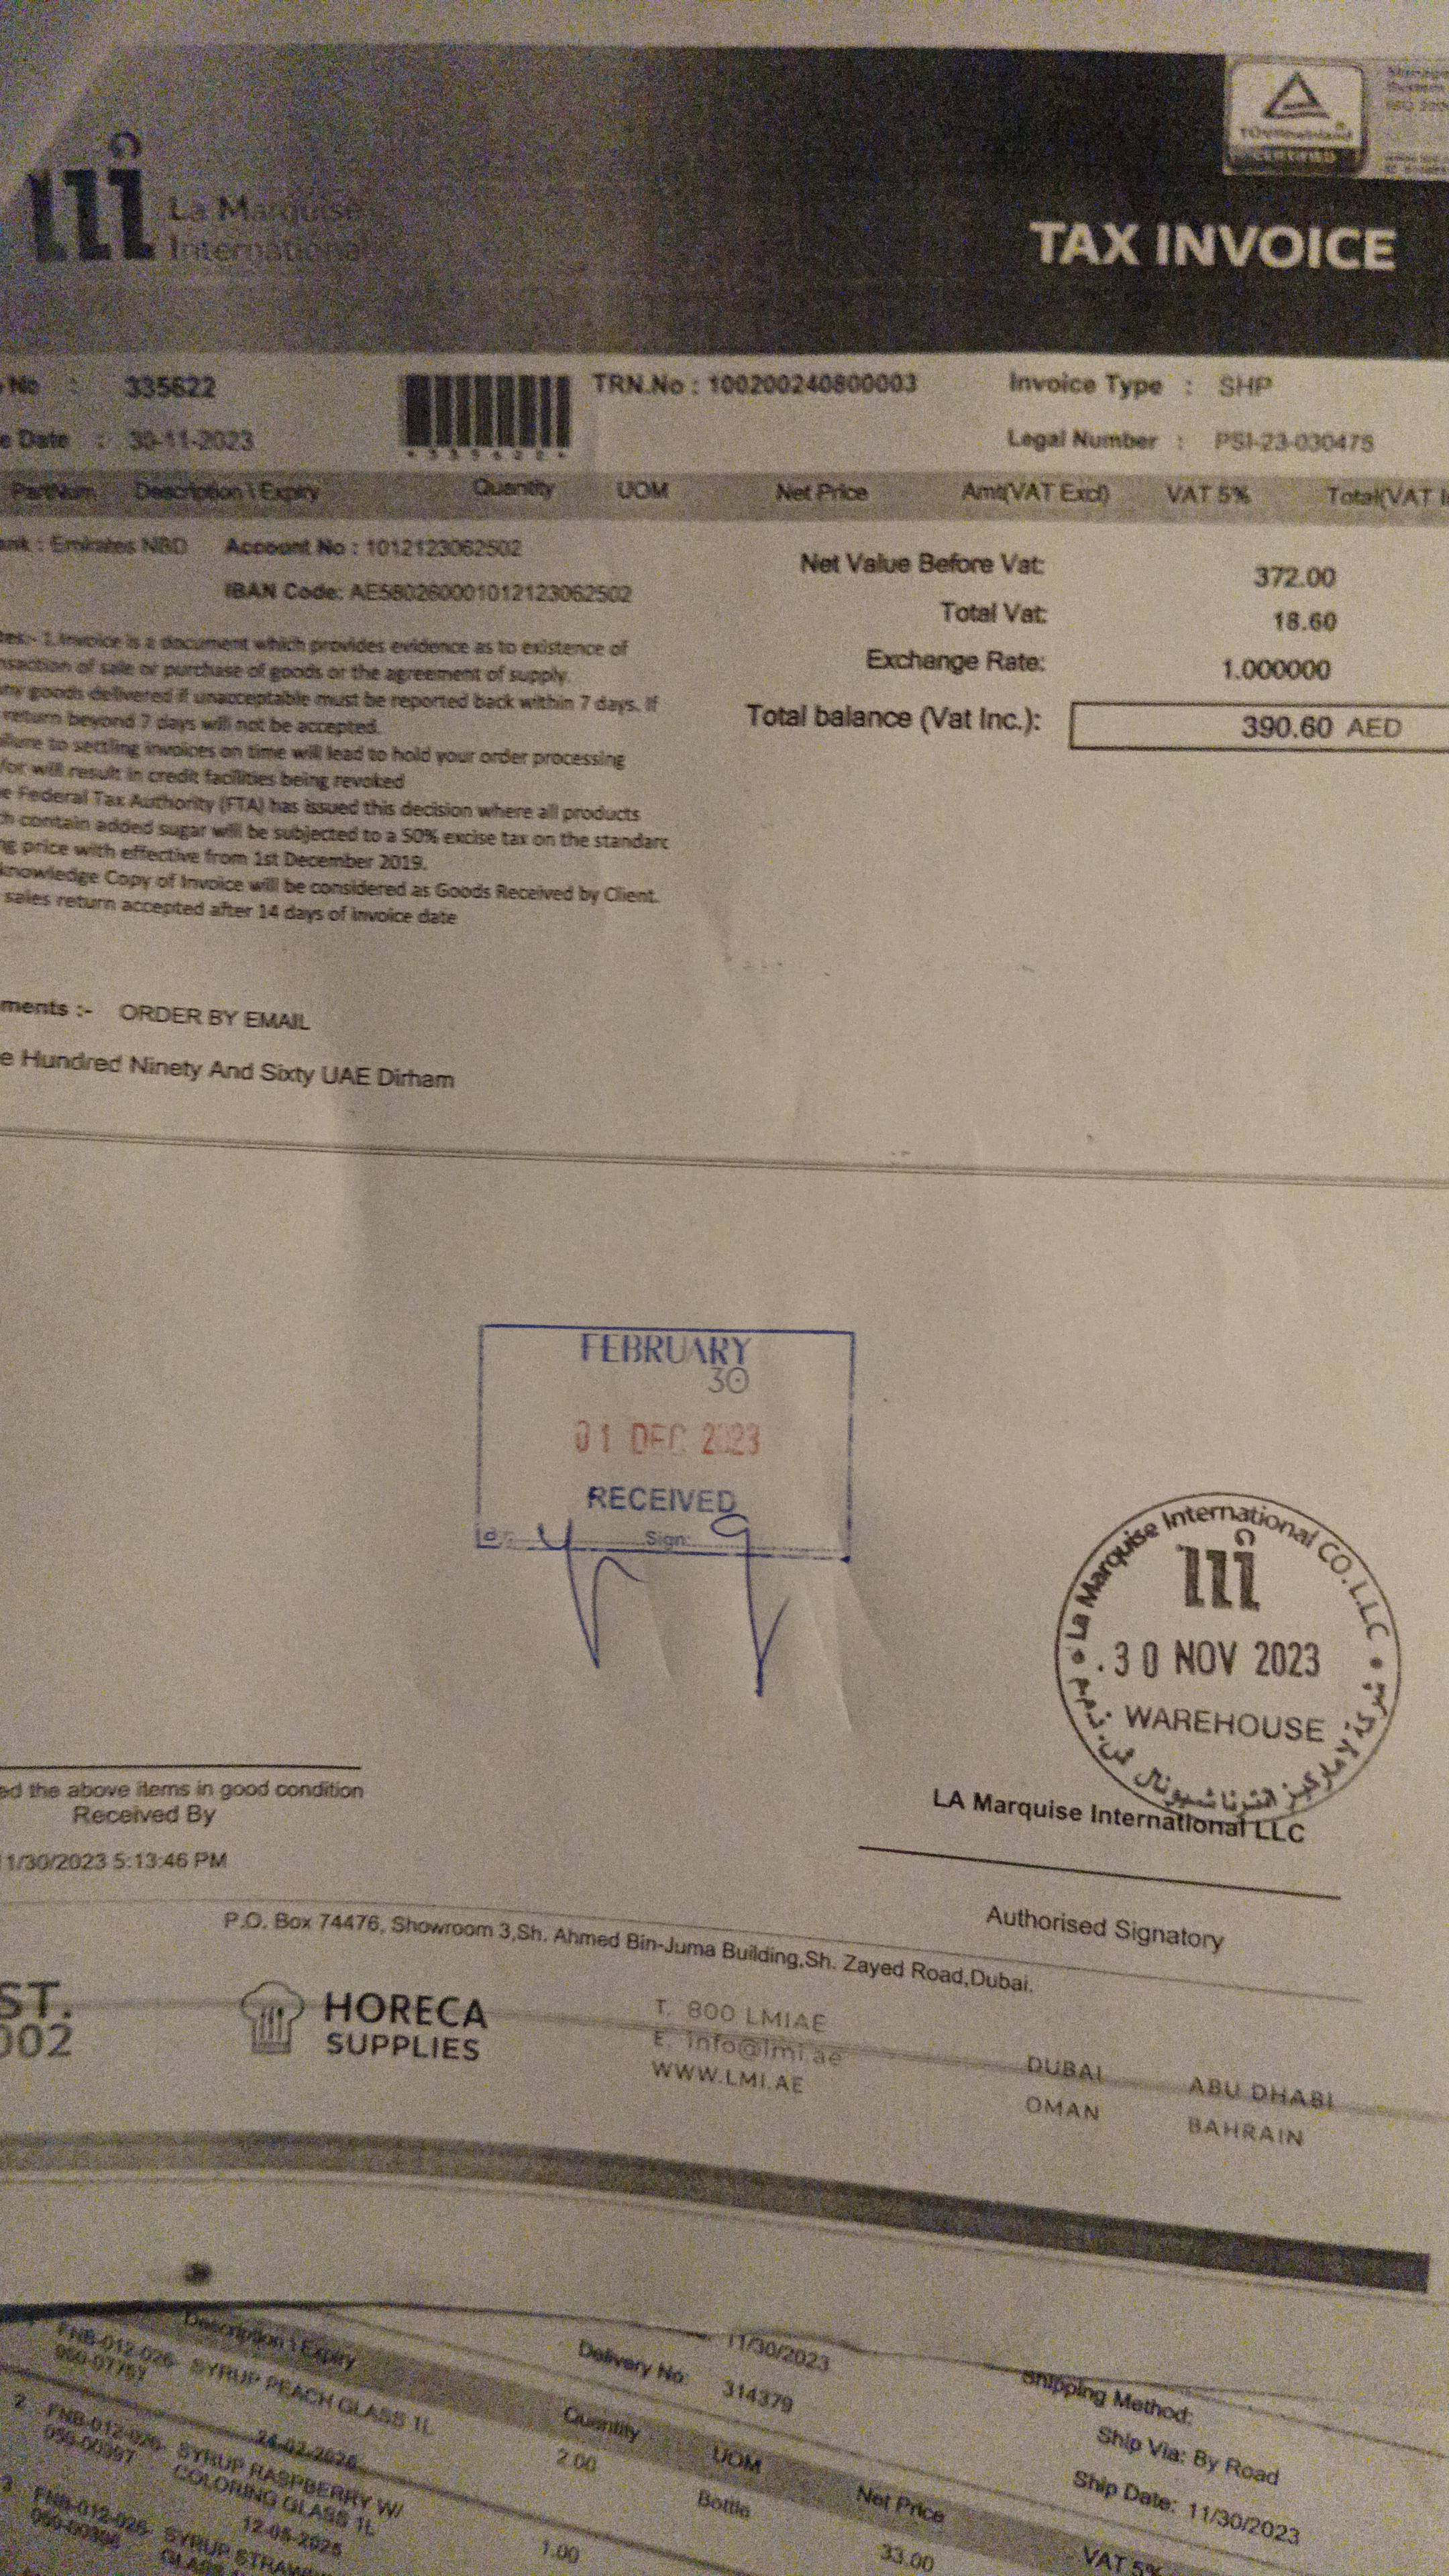 La Marquise
International
TÜVRheinland
CERTIFIED
TAX INVOICE
No : 335622
TRN.No : 100200240800003
Invoice Type : SHP
e Date : 30-11-2023
Legal Number : PSI-23-030475
PartNum Description \ Expiry Quantity UOM Net Price Amt(VAT Excl) VAT 5% Total(VAT I
ank : Emirates NBD Account No : 1012123062502
IBAN Code: AE580260001012123062502
Net Value Before Vat: 372.00
Total Vat: 18.60
Exchange Rate: 1.000000
Total balance (Vat Inc.): 390.60 AED
tes:- 1.Invoice is a document which provides evidence as to existence of
nsaction of sale or purchase of goods or the agreement of supply.
ny goods delivered if unacceptable must be reported back within 7 days. If
return beyond 7 days will not be accepted.
ilure to settling invoices on time will lead to hold your order processing
/or will result in credit facilities being revoked
e Federal Tax Authority (FTA) has issued this decision where all products
ch contain added sugar will be subjected to a 50% excise tax on the standarc
ng price with effective from 1st December 2019.
knowledge Copy of Invoice will be considered as Goods Received by Client.
sales return accepted after 14 days of invoice date
ments :- ORDER BY EMAIL
e Hundred Ninety And Sixty UAE Dirham
FEBRUARY
30
01 DEC 2023
RECEIVED
Sign:
La Marquise International CO. L.L.C
30 NOV 2023
WAREHOUSE
شركة لاماركيز انترناشيونال ش.ذ.م.م
LA Marquise International LLC
ed the above items in good condition
Received By
11/30/2023 5:13:46 PM
Authorised Signatory
P.O. Box 74476, Showroom 3,Sh. Ahmed Bin-Juma Building,Sh. Zayed Road,Dubai.
ST.
002
HORECA
SUPPLIES
T. 800 LMIAE
E. info@lmi.ae
WWW.LMI.AE
DUBAI ABU DHABI
OMAN BAHRAIN
11/30/2023
Delivery No: 314379
Shipping Method:
Ship Via: By Road
Ship Date: 11/30/2023
Description \ Expiry Quantity UOM Net Price VAT 5%
FNB-012-026- SYRUP PEACH GLASS 1L 2.00 Bottle 33.00
24-02-2026
2 FNB-012-026- SYRUP RASPBERRY W/
COLORING GLASS 1L 1.00
12-05-2025
3 FNB-012-026- SYRUP